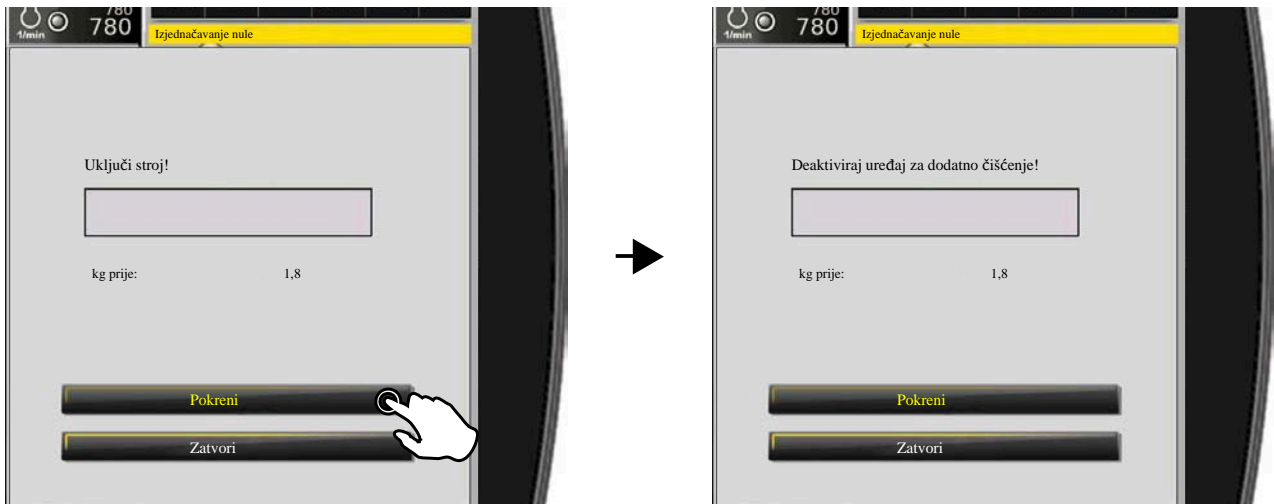 780
1/min
780
Izjednačavanje nule
Uključi stroj!
kg prije: 1,8
Pokreni
Zatvori
780
1/min
780
Izjednačavanje nule
Deaktiviraj uređaj za dodatno čišćenje!
kg prije: 1,8
Pokreni
Zatvori